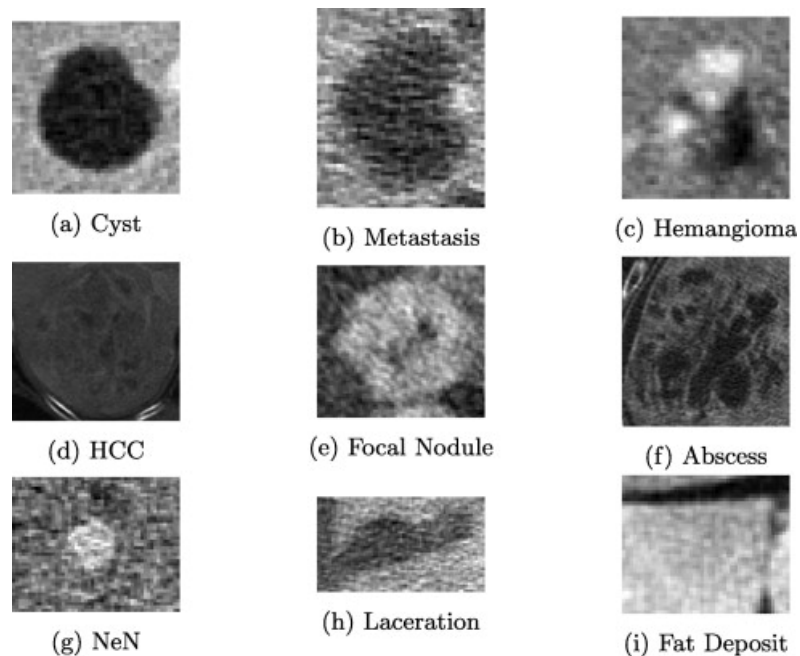 (a) Cyst
(b) Metastasis
(c) Hemangioma
(d) HCC
(e) Focal Nodule
(f) Abscess
(g) NeN
(h) Laceration
(i) Fat Deposit